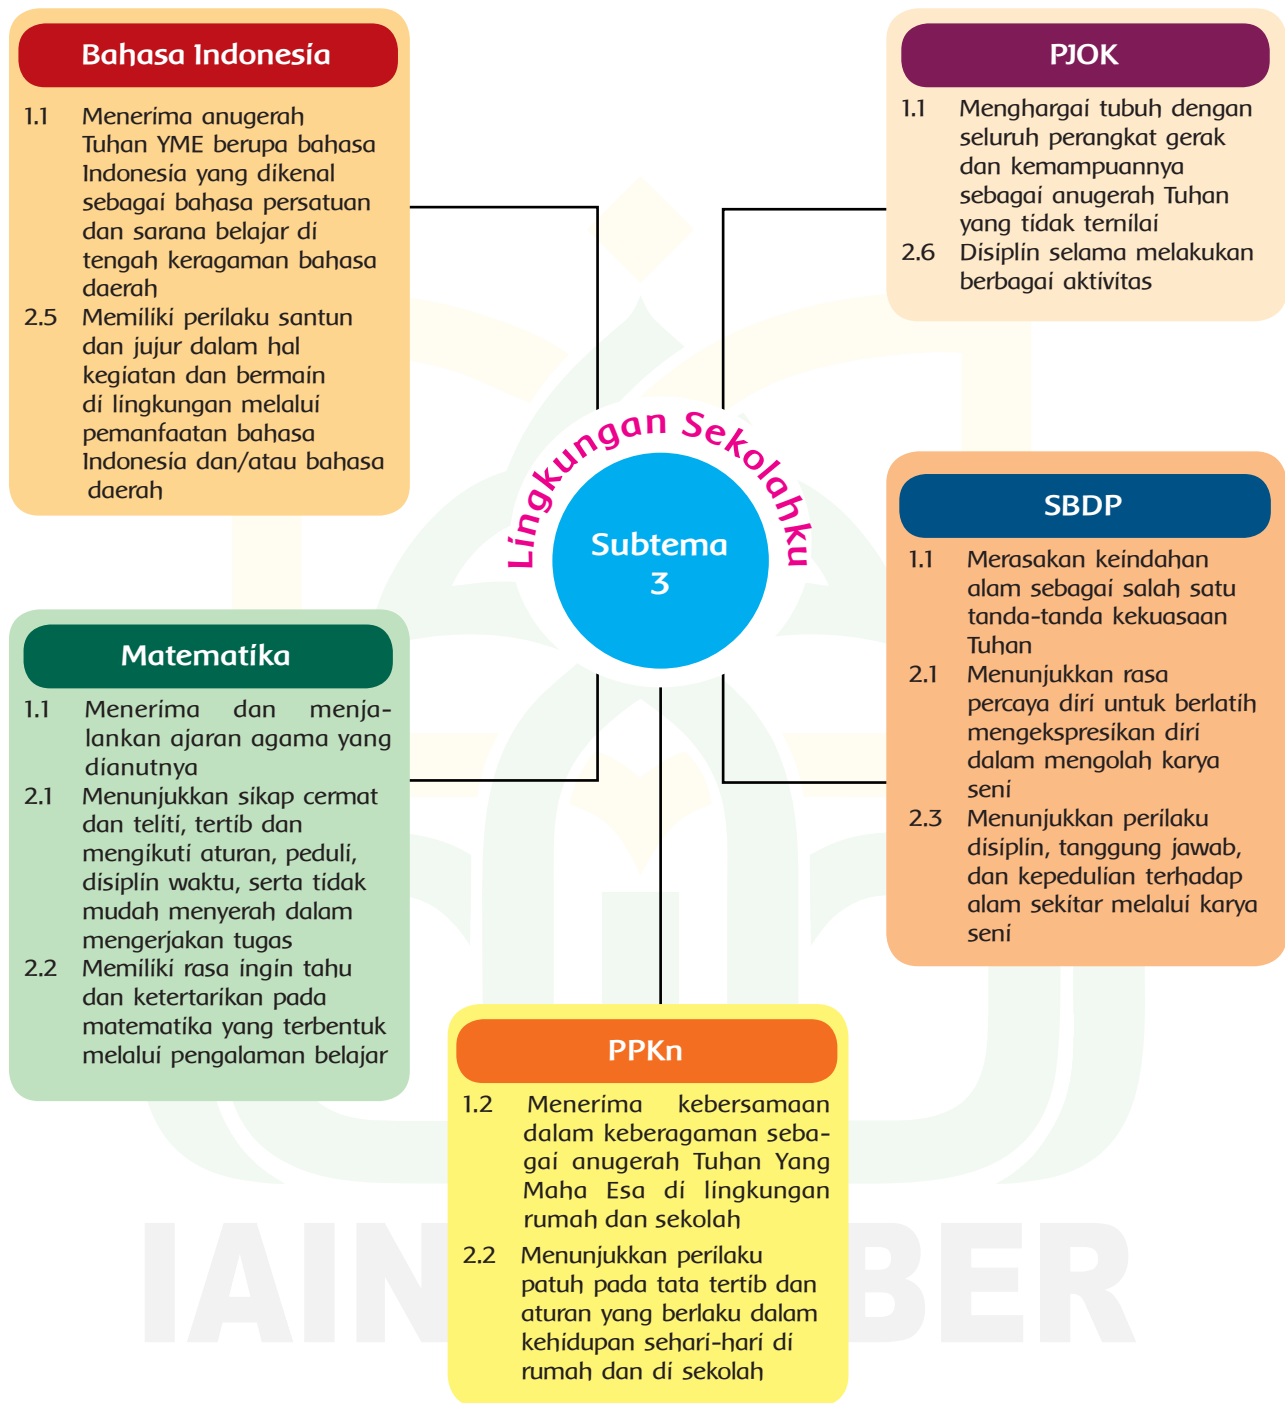 Bahasa Indonesia
1.1 Menerima anugerah
Tuhan YME berupa bahasa
Indonesia yang dikenal
sebagai bahasa persatuan
dan sarana belajar di
tengah keragaman bahasa
daerah
2.5 Memiliki perilaku santun
dan jujur dalam hal
kegiatan dan bermain
di lingkungan melalui
pemanfaatan bahasa
Indonesia dan/atau bahasa
daerah
PJOK
1.1 Menghargai tubuh dengan
seluruh perangkat gerak
dan kemampuannya
sebagai anugerah Tuhan
yang tidak ternilai
2.6 Disiplin selama melakukan
berbagai aktivitas
Lingkungan Sekolahku
Subtema
3
SBDP
1.1 Merasakan keindahan
alam sebagai salah satu
tanda-tanda kekuasaan
Tuhan
2.1 Menunjukkan rasa
percaya diri untuk berlatih
mengekspresikan diri
dalam mengolah karya
seni
2.3 Menunjukkan perilaku
disiplin, tanggung jawab,
dan kepedulian terhadap
alam sekitar melalui karya
seni
Matematika
1.1 Menerima dan menja-
lankan ajaran agama yang
dianutnya
2.1 Menunjukkan sikap cermat
dan teliti, tertib dan
mengikuti aturan, peduli,
disiplin waktu, serta tidak
mudah menyerah dalam
mengerjakan tugas
2.2 Memiliki rasa ingin tahu
dan ketertarikan pada
matematika yang terbentuk
melalui pengalaman belajar
PPKn
1.2 Menerima kebersamaan
dalam keberagaman seba-
gai anugerah Tuhan Yang
Maha Esa di lingkungan
rumah dan sekolah
2.2 Menunjukkan perilaku
patuh pada tata tertib dan
aturan yang berlaku dalam
kehidupan sehari-hari di
rumah dan di sekolah
IAIN BER